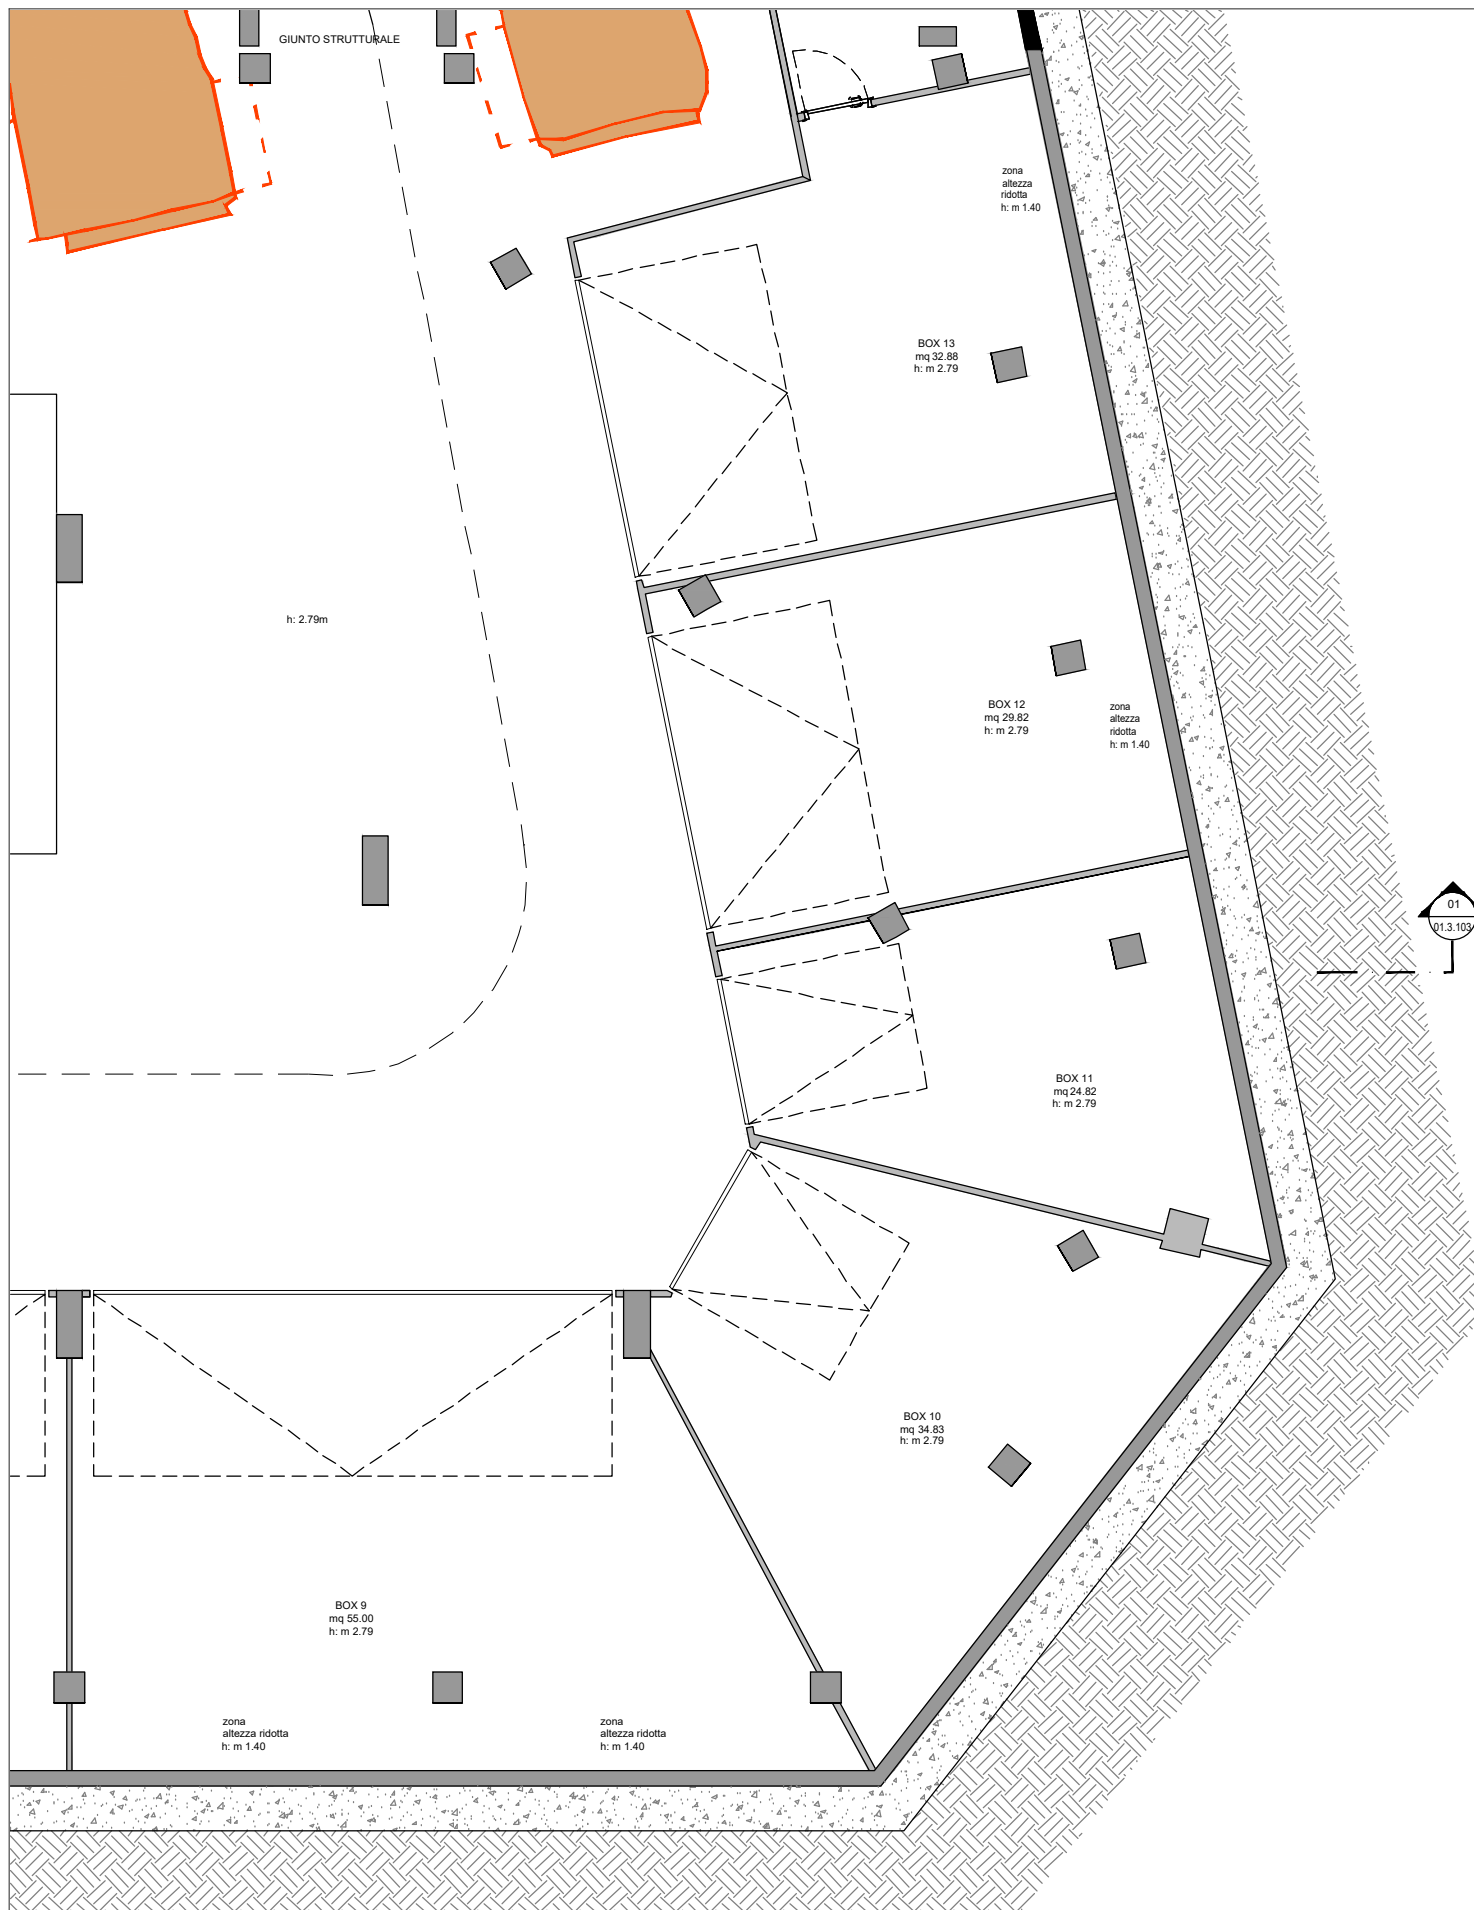 GIUNTO STRUTTURALE
zona
altezza
ridotta
h: m 1.40
BOX 13
mq 32.88
h: m 2.79
h: 2.79m
BOX 12
mq 29.82
h: m 2.79
zona
altezza
ridotta
h: m 1.40
01
01.3.103
BOX 11
mq 24.82
h: m 2.79
BOX 10
mq 34.83
h: m 2.79
BOX 9
mq 55.00
h: m 2.79
zona
altezza ridotta
h: m 1.40
zona
altezza ridotta
h: m 1.40